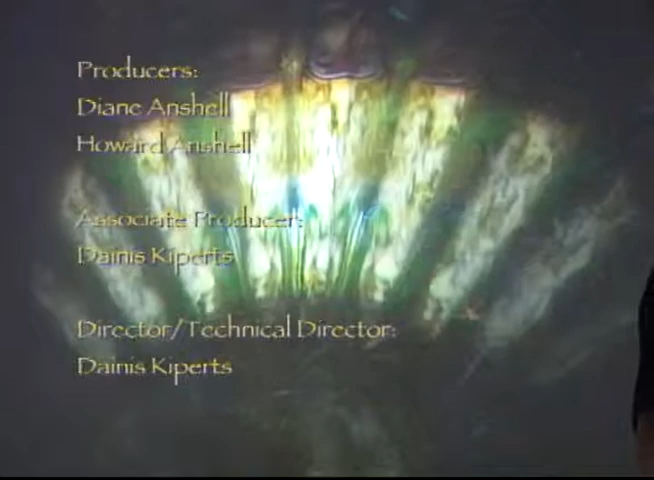 Producers:
Diane Anshell
Howard Anshell
Associate Producer:
Dainis Kiperts
Director/Technical Director:
Dainis Kiperts